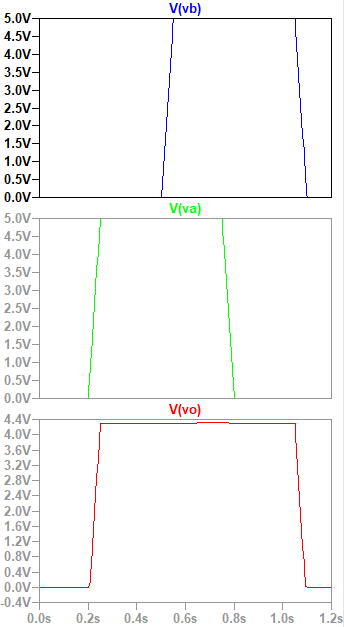 V(vb)
5.0V
4.5V
4.0V
3.5V
3.0V
2.5V
2.0V
1.5V
1.0V
0.5V
0.0V
V(va)
5.0V
4.5V
4.0V
3.5V
3.0V
2.5V
2.0V
1.5V
1.0V
0.5V
0.0V
V(vo)
4.4V
4.0V
3.6V
3.2V
2.8V
2.4V
2.0V
1.6V
1.2V
0.8V
0.4V
0.0V
-0.4V
0.0s 0.2s 0.4s 0.6s 0.8s 1.0s 1.2s